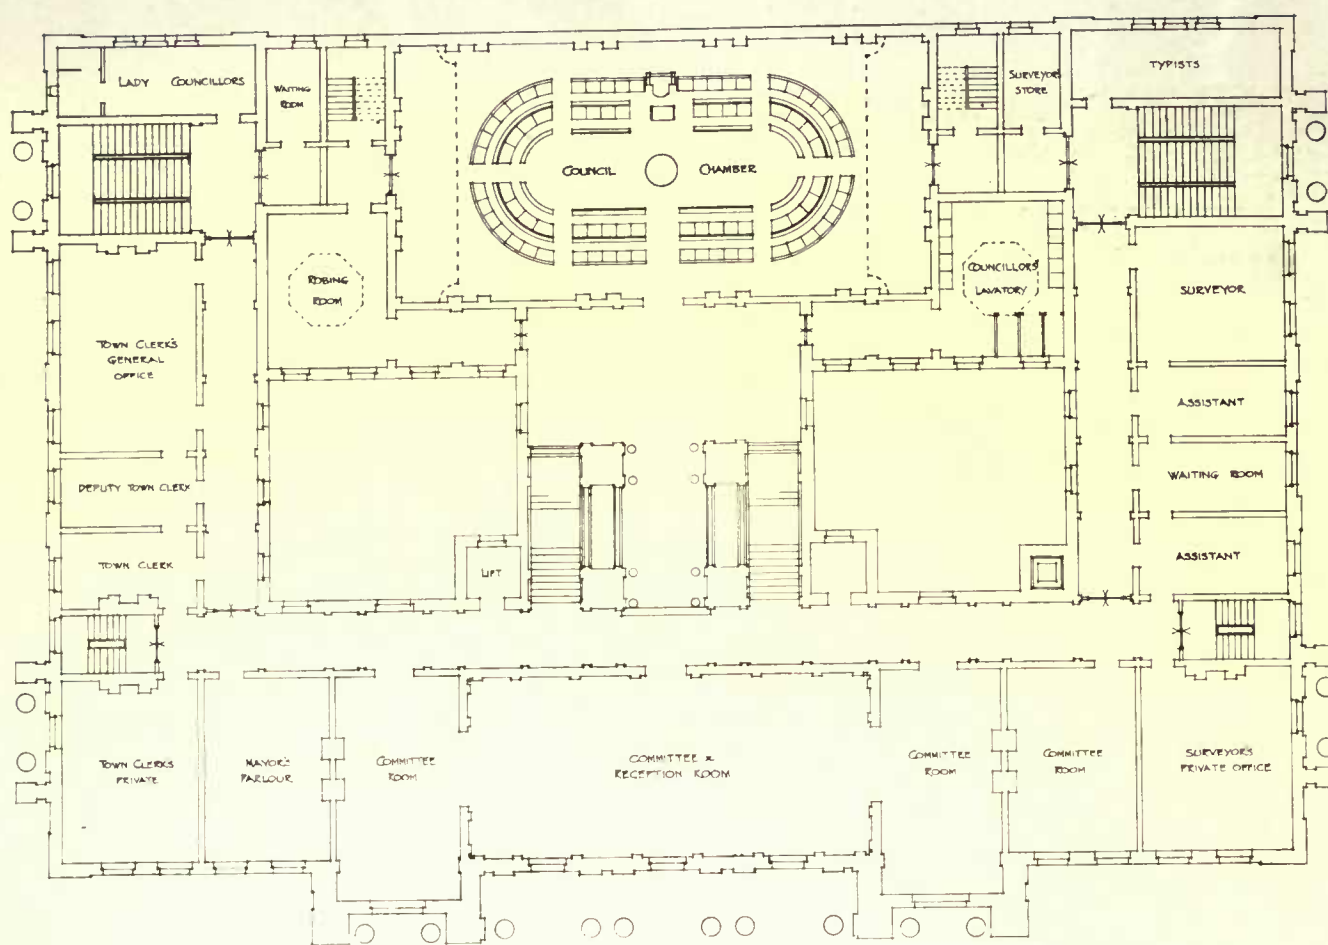 LADY COUNCILLORS
WAITING
ROOM
SURVEYOR'S
STORE
TYPISTS
COUNCIL CHAMBER
ROBING
ROOM
COUNCILLORS'
LAVATORY
SURVEYOR
TOWN CLERK'S
GENERAL
OFFICE
ASSISTANT
DEPUTY TOWN CLERK
WAITING ROOM
TOWN CLERK
LIFT
ASSISTANT
TOWN CLERKS
PRIVATE
MAYOR'S
PARLOUR
COMMITTEE
ROOM
COMMITTEE &
RECEPTION ROOM
COMMITTEE
ROOM
COMMITTEE
ROOM
SURVEYOR'S
PRIVATE OFFICE